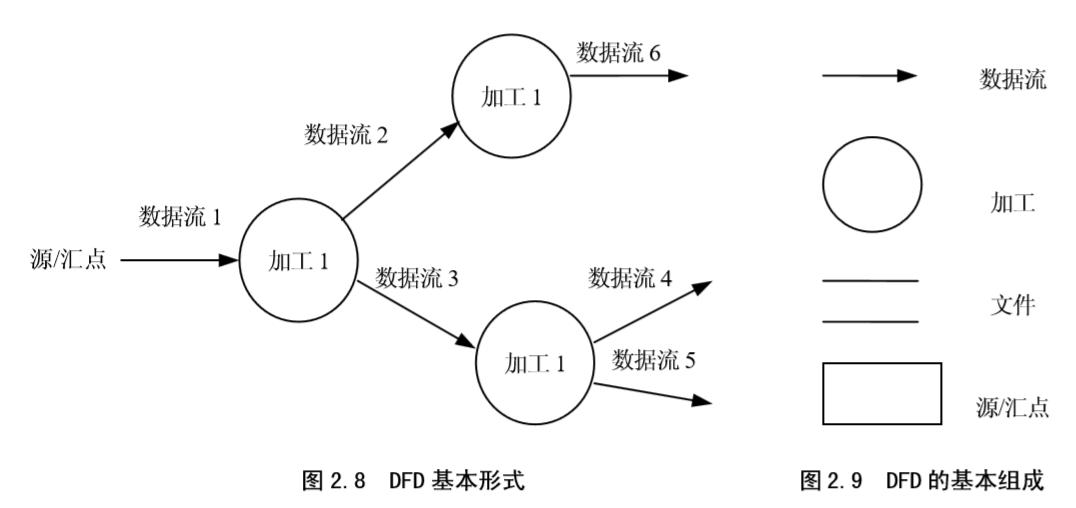 数据流 6
数据流
加工 1
数据流 2
加工
数据流 1
源/汇点
加工 1
数据流 3
数据流 4
文件
加工 1
数据流 5
源/汇点
图 2.8 DFD 基本形式
图 2.9 DFD 的基本组成